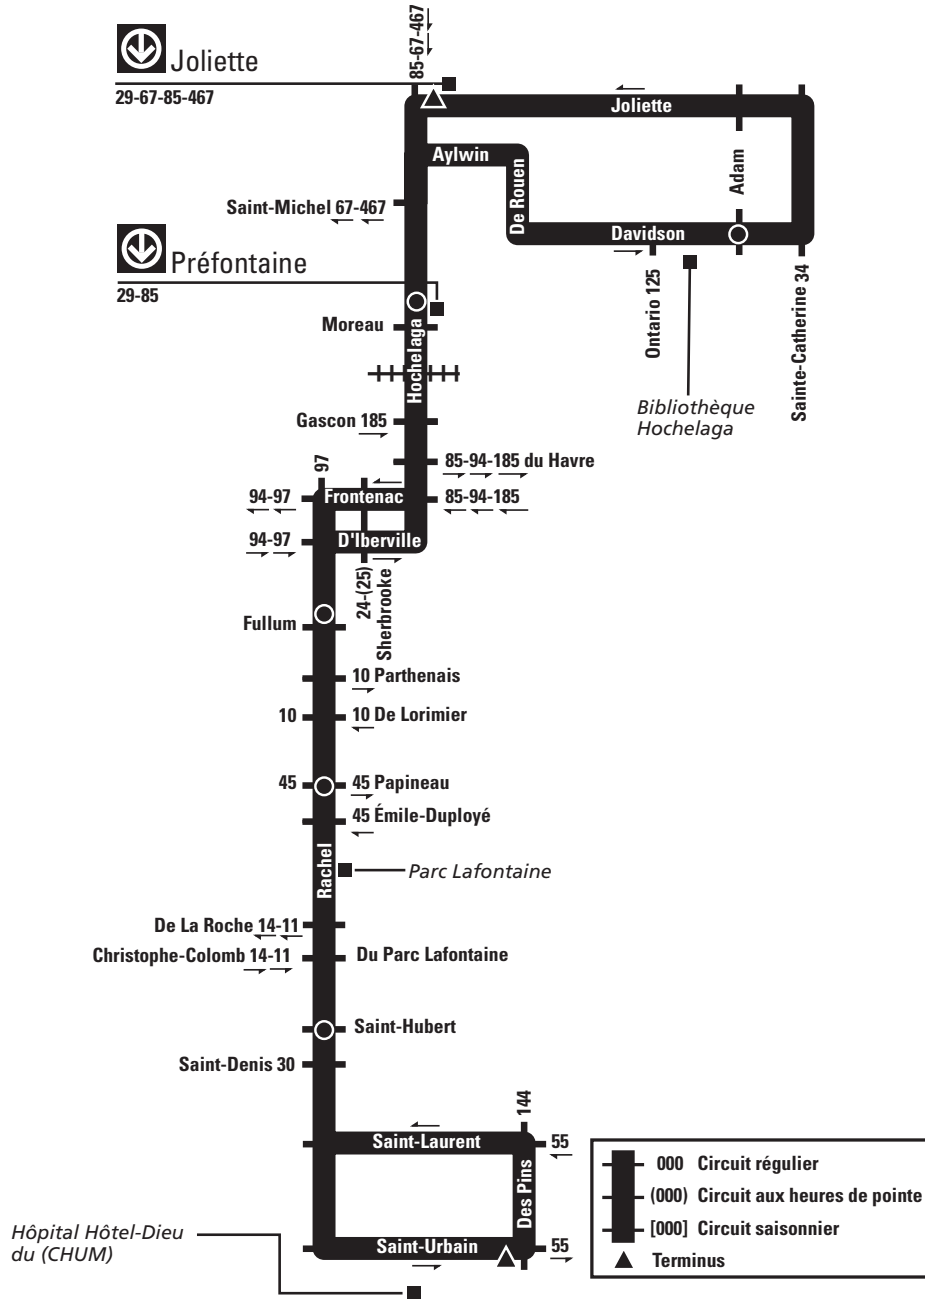 85-67-467
Joliette
29-67-85-467
Joliette
Aylwin
Adam
De Rouen
Saint-Michel 67-467
Davidson
Préfontaine
29-85
Ontario 125
Sainte-Catherine 34
Moreau
Hochelaga
Bibliothèque
Hochelaga
Gascon 185
97
85-94-185 du Havre
94-97
Frontenac
85-94-185
94-97
D'Iberville
24-(25)
Sherbrooke
Fullum
10 Parthenais
10
10 De Lorimier
45
45 Papineau
45 Émile-Duployé
Rachel
Parc Lafontaine
De La Roche 14-11
Christophe-Colomb 14-11
Du Parc Lafontaine
Saint-Hubert
Saint-Denis 30
144
Saint-Laurent
55
Des Pins
Saint-Urbain
55
Hôpital Hôtel-Dieu
du (CHUM)
000 Circuit régulier
(000) Circuit aux heures de pointe
[000] Circuit saisonnier
Terminus